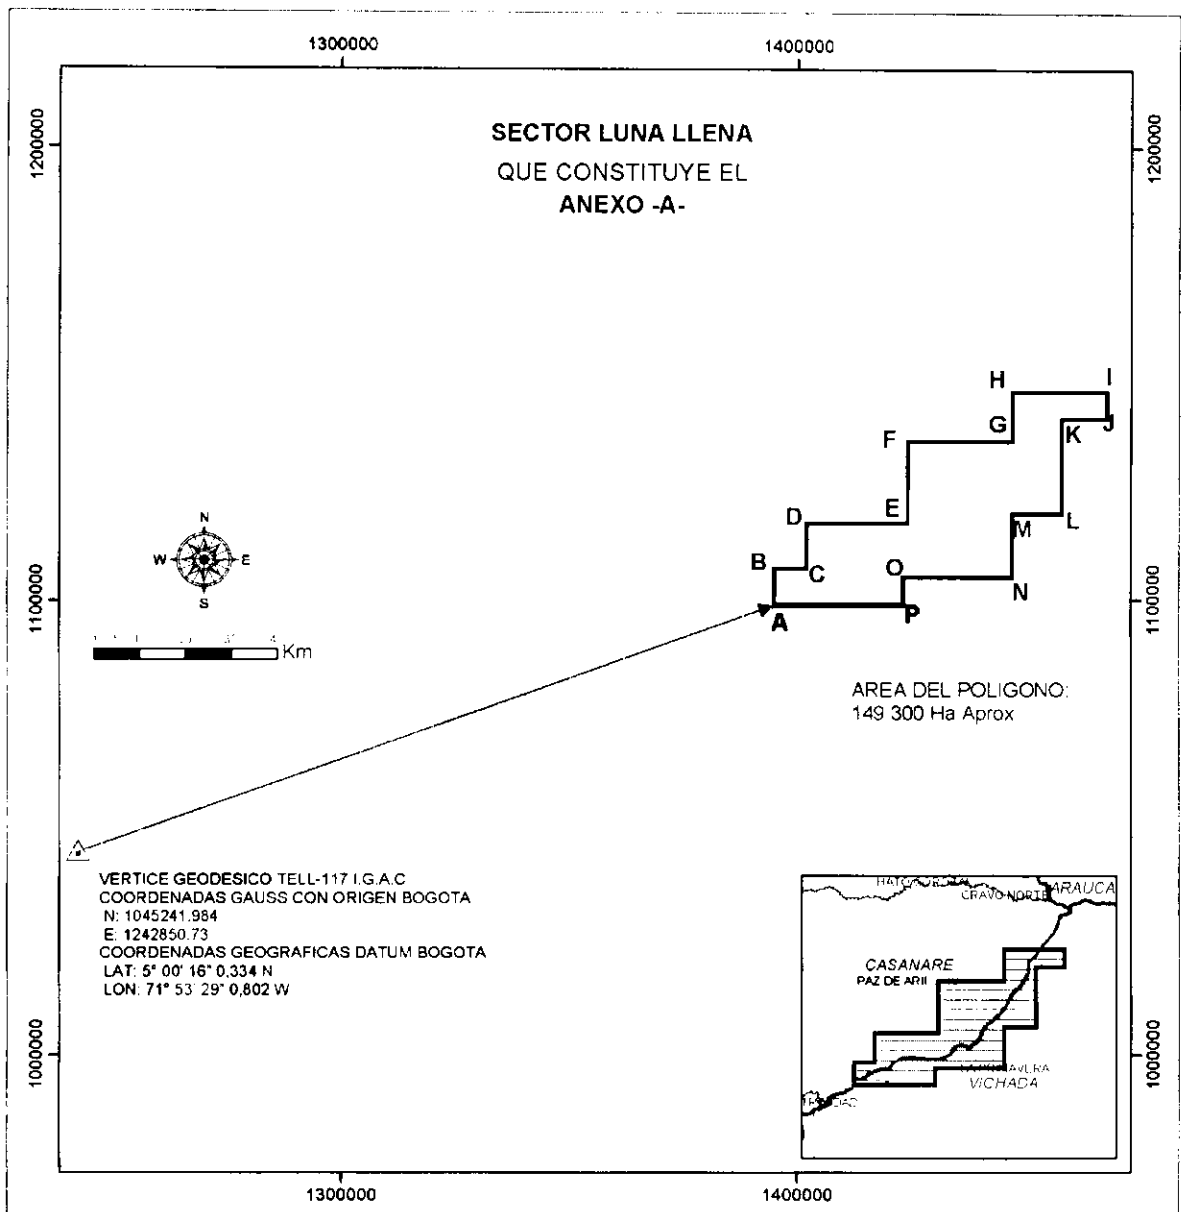 1300000
1400000
1200000
1200000
SECTOR LUNA LLENA
QUE CONSTITUYE EL
ANEXO -A-
H
I
G
K
J
F
D
E
M
L
B
C
O
N
A
P
N
W
E
S
1100000
1100000
Km
AREA DEL POLIGONO:
149 300 Ha Aprox
VERTICE GEODESICO TELL-117 I.G.A.C
COORDENADAS GAUSS CON ORIGEN BOGOTA
N: 1045241.984
E: 1242850.73
COORDENADAS GEOGRAFICAS DATUM BOGOTA
LAT: 5° 00' 16" 0,334 N
LON: 71° 53' 29" 0,802 W
ARAUCA
CRAVO NORTE
CASANARE
PAZ DE ARI
VICHADA
1000000
1000000
1300000
1400000